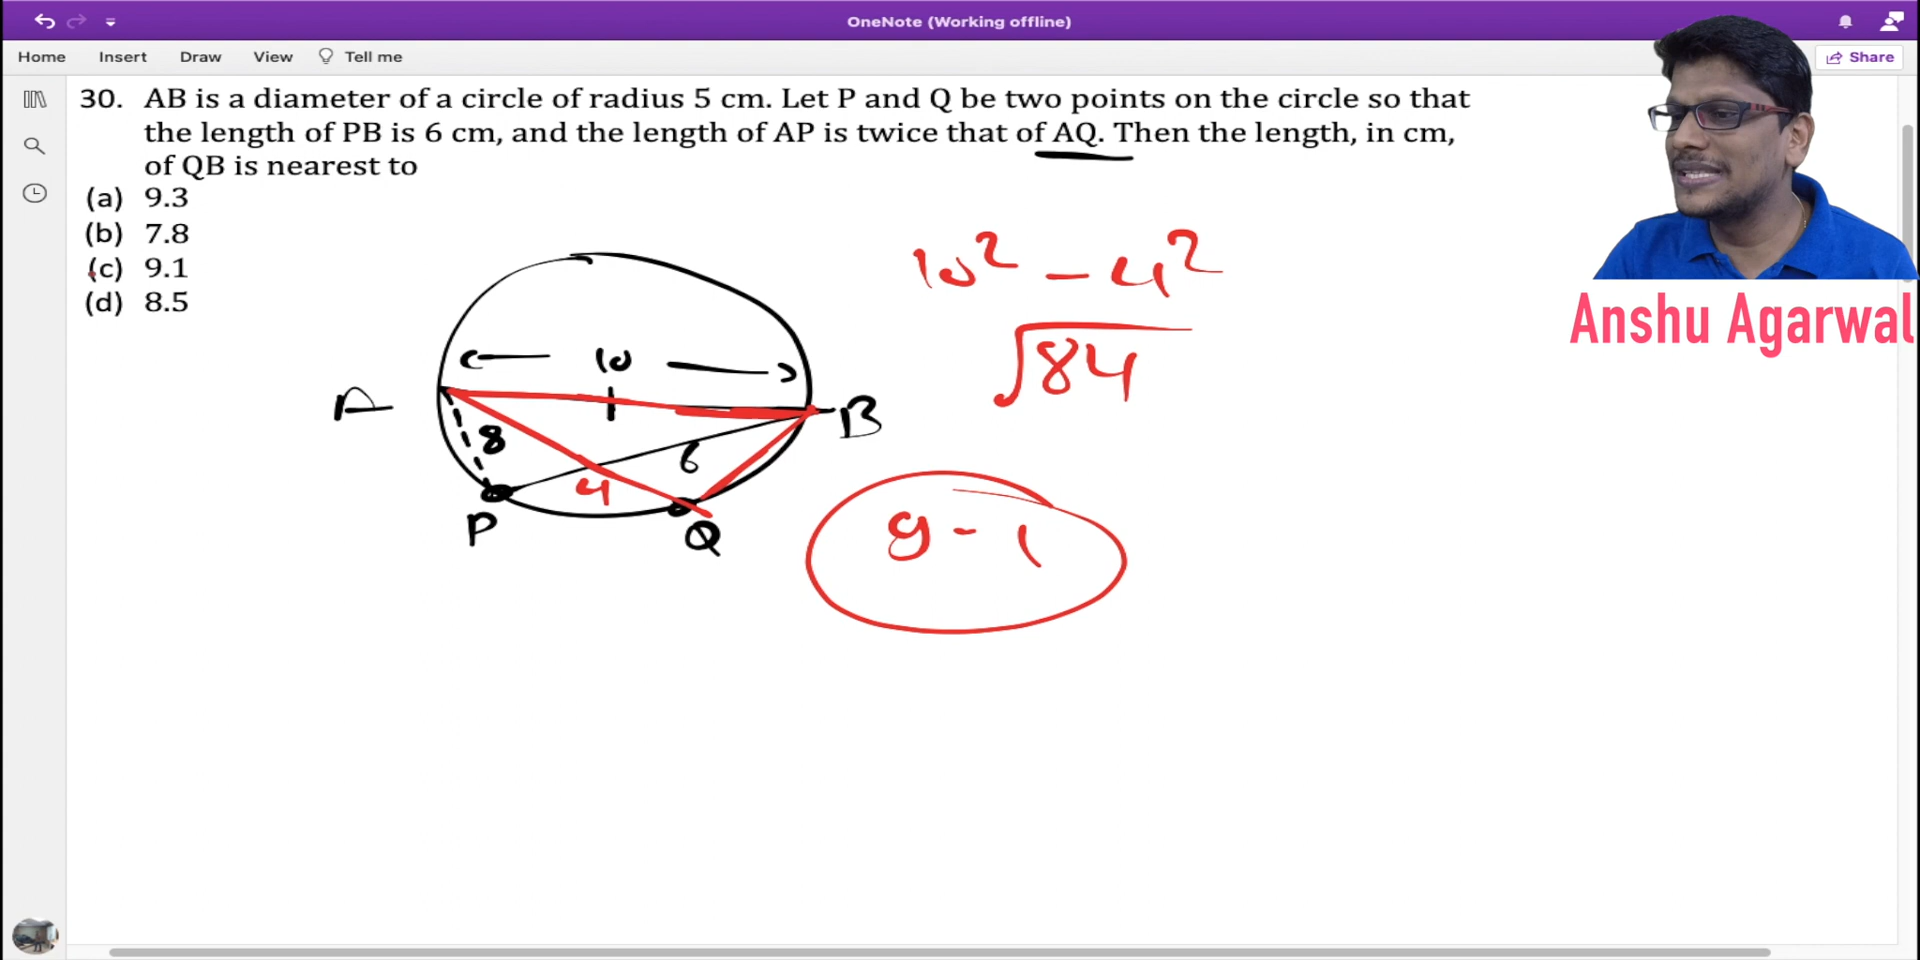 OneNote (Working offline)
Home Insert Draw View Tell me Share
30. AB is a diameter of a circle of radius 5 cm. Let P and Q be two points on the circle so that
the length of PB is 6 cm, and the length of AP is twice that of AQ. Then the length, in cm,
of QB is nearest to
(a) 9.3
(b) 7.8
(c) 9.1
(d) 8.5
Anshu Agarwal
10² - 4²
√84
10
A
B
8
6
4
P
Q
9-1